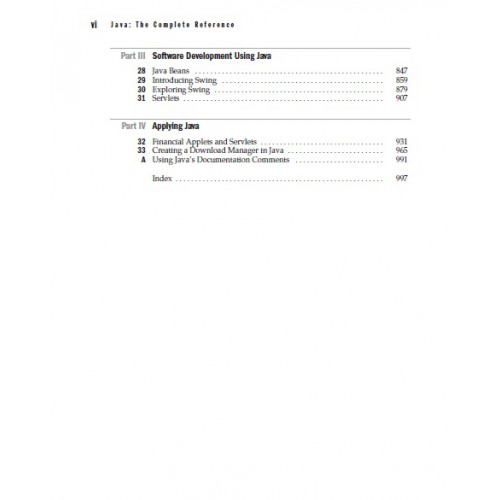 vi Java: The Complete Reference
Part III Software Development Using Java
28 Java Beans .......................................... 847
29 Introducing Swing .................................... 859
30 Exploring Swing ...................................... 879
31 Servlets ............................................. 907
Part IV Applying Java
32 Financial Applets and Servlets ....................... 931
33 Creating a Download Manager in Java .................. 965
A Using Java's Documentation Comments .................. 991
Index ................................................ 997